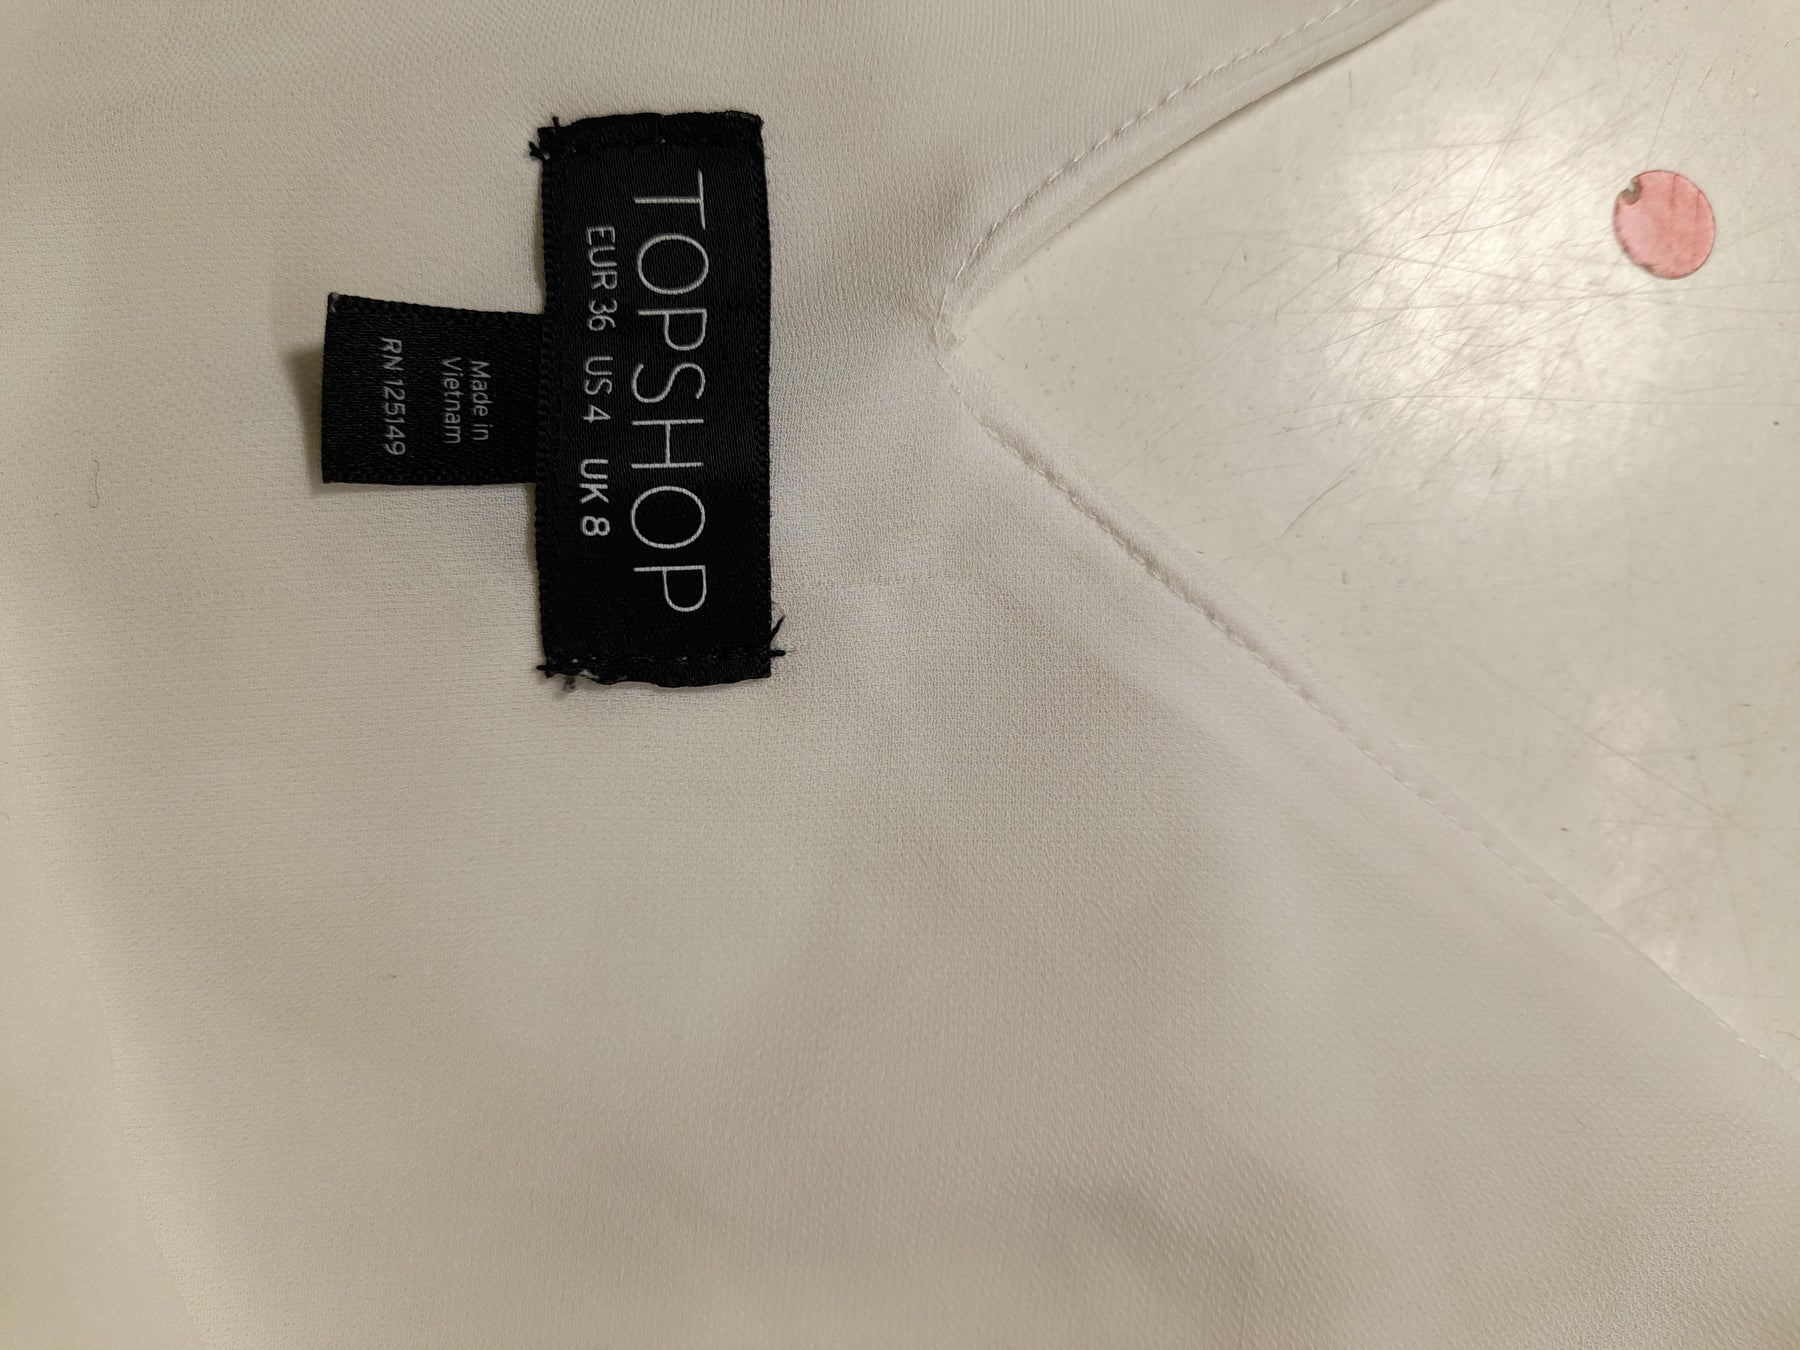 TOPSHOP
EUR 36 US 4 UK 8
Made in
Vietnam
RN 125149